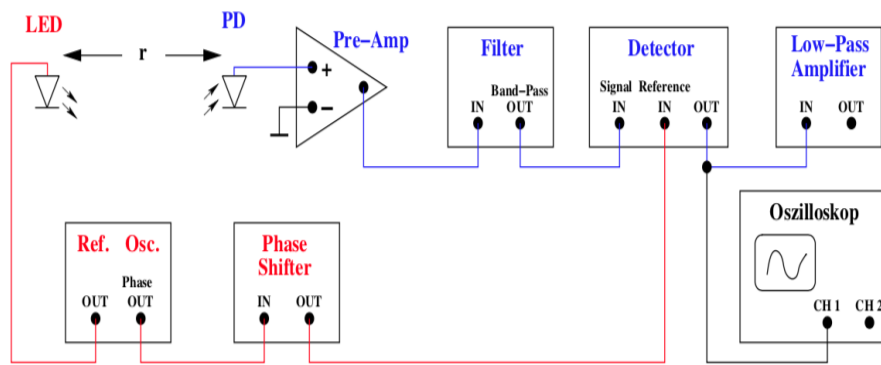 LED
r
PD
Pre-Amp
+
-
Filter
Band-Pass
IN
OUT
Detector
Signal Reference
IN
IN
OUT
Low-Pass
Amplifier
IN
OUT
Ref. Osc.
Phase
OUT
OUT
Phase
Shifter
IN
OUT
Oszilloskop
CH 1
CH 2